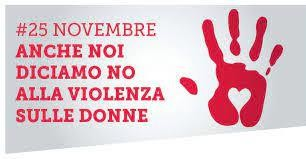 #25 NOVEMBRE
ANCHE NOI
DICIAMO NO
ALLA VIOLENZA
SULLE DONNE